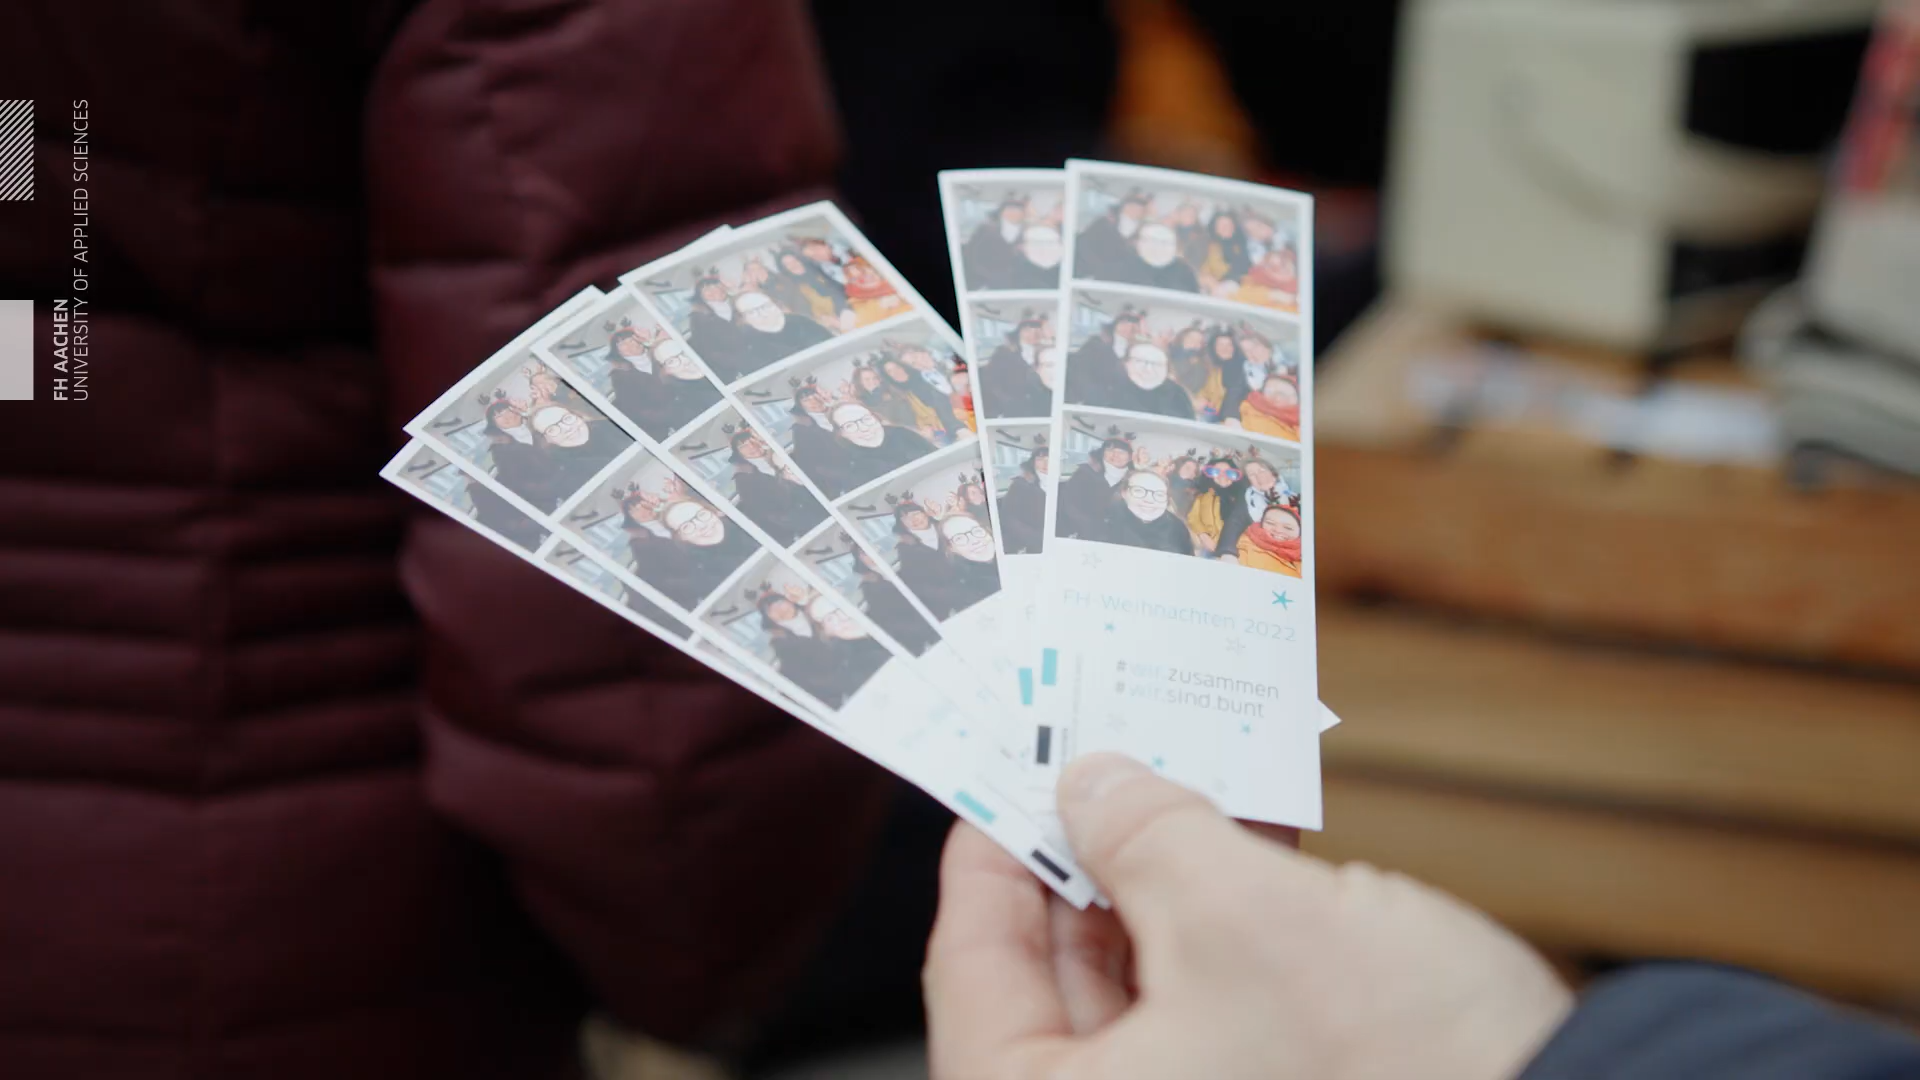 FH AACHEN
UNIVERSITY OF APPLIED SCIENCES
FH-Weihnachten 2022
#wir.zusammen
#wir.sind.bunt